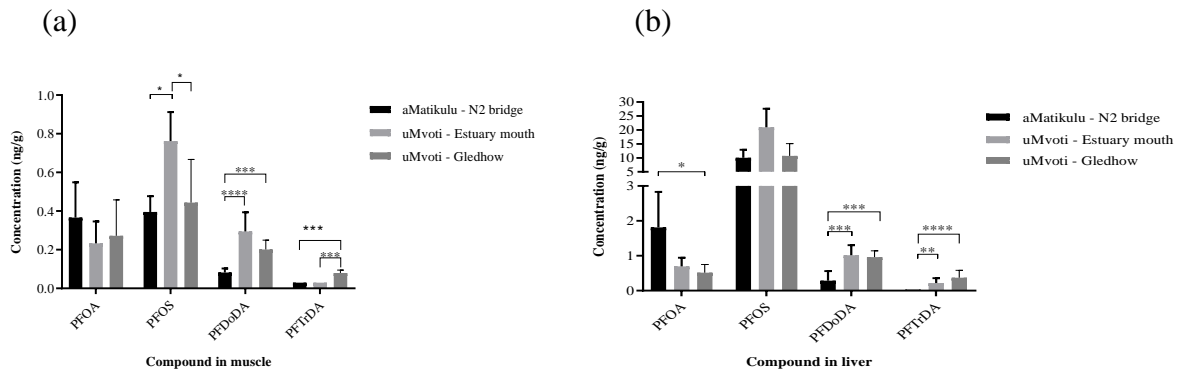 (a)
*
*
1.0
0.8
0.6
0.4
0.2
0.0
Concentration (ng/g)
***
****
***
***
PFOA
PFOS
PFDoDA
PFTrDA
Compound in muscle
aMatikulu - N2 bridge
uMvoti - Estuary mouth
uMvoti - Gledhow
(b)
30
25
20
15
10
5
3
2
1
0
Concentration (ng/g)
*
***
***
****
**
PFOA
PFOS
PFDoDA
PFTrDA
Compound in liver
aMatikulu - N2 bridge
uMvoti - Estuary mouth
uMvoti - Gledhow